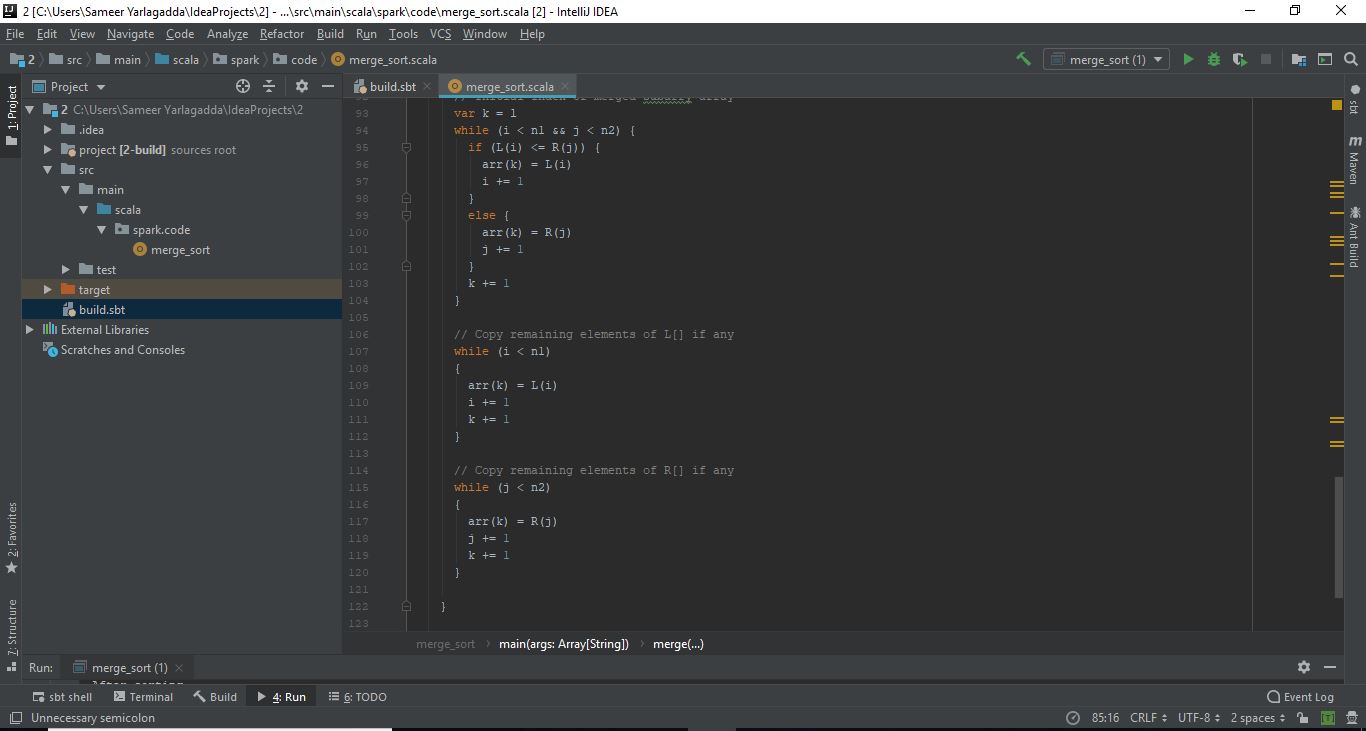 2 [C:\Users\Sameer Yarlagadda\IdeaProjects\2] - ...\src\main\scala\spark\code\merge_sort.scala [2] - IntelliJ IDEA
File Edit View Navigate Code Analyze Refactor Build Run Tools VCS Window Help
2 src main scala spark code merge_sort.scala
merge_sort (1)
1: Project
Project
2 C:\Users\Sameer Yarlagadda\IdeaProjects\2
.idea
project [2-build] sources root
src
main
scala
spark.code
merge_sort
test
target
build.sbt
External Libraries
Scratches and Consoles
2: Favorites
7: Structure
build.sbt merge_sort.scala
93 var k = l
94 while (i < n1 && j < n2) {
95 if (L(i) <= R(j)) {
96 arr(k) = L(i)
97 i += 1
98 }
99 else {
100 arr(k) = R(j)
101 j += 1
102 }
103 k += 1
104 }
105
106 // Copy remaining elements of L[] if any
107 while (i < n1)
108 {
109 arr(k) = L(i)
110 i += 1
111 k += 1
112 }
113
114 // Copy remaining elements of R[] if any
115 while (j < n2)
116 {
117 arr(k) = R(j)
118 j += 1
119 k += 1
120 }
121
122 }
123
merge_sort main(args: Array[String]) merge(...)
sbt
m Maven
Ant Build
Run: merge_sort (1)
sbt shell Terminal Build 4: Run 6: TODO Event Log
Unnecessary semicolon 85:16 CRLF UTF-8 2 spaces